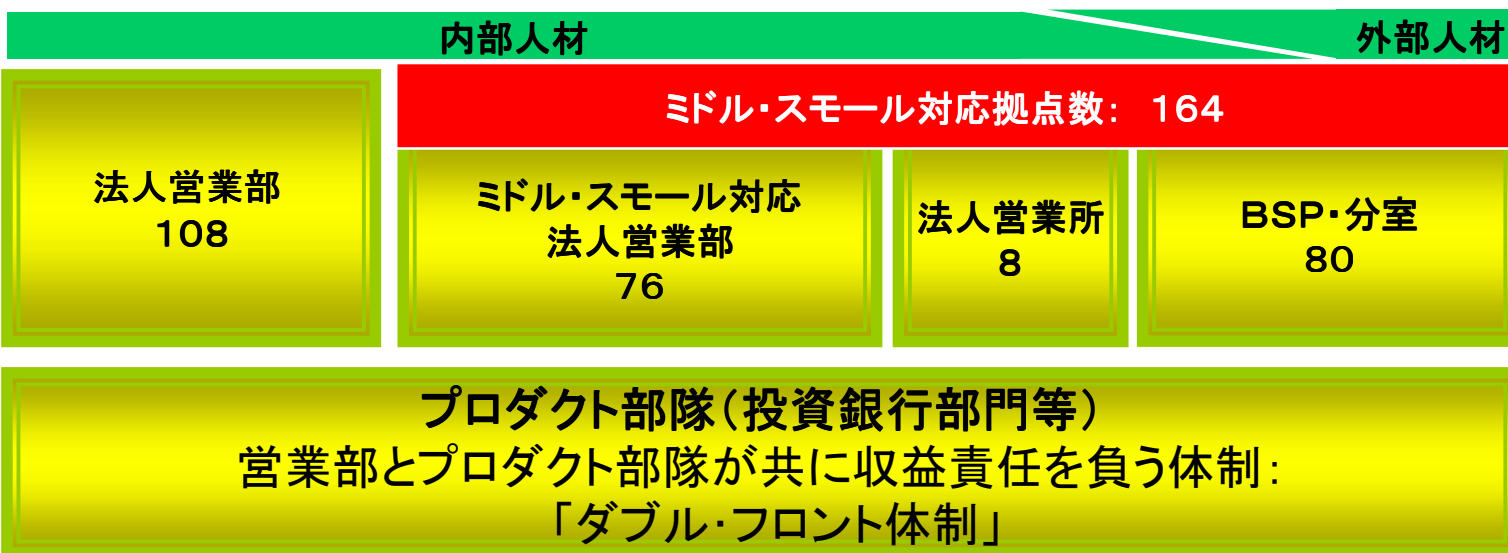 内部人材
外部人材
ミドル・スモール対応拠点数： １６４
法人営業部
１０８
ミドル・スモール対応
法人営業部
７６
法人営業所
８
ＢＳＰ・分室
８０
プロダクト部隊（投資銀行部門等）
営業部とプロダクト部隊が共に収益責任を負う体制：
「ダブル・フロント体制」